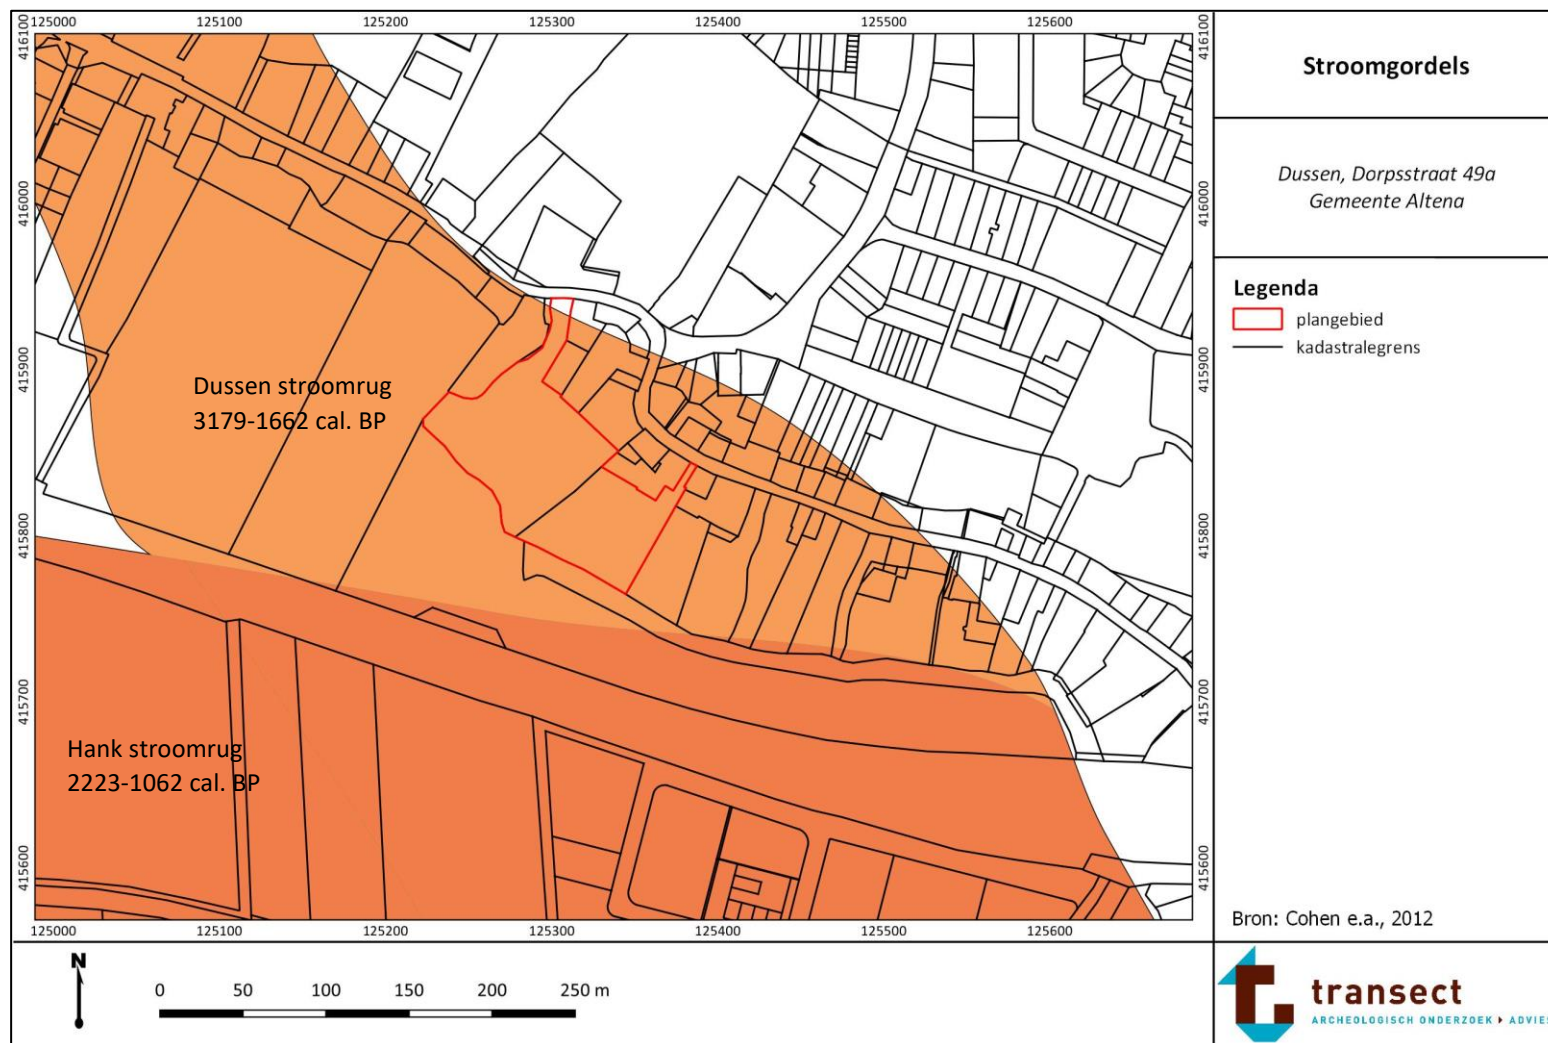 125000 125100 125200 125300 125400 125500 125600
416100 416000 415900 415800 415700 415600
Dussen stroomrug
3179-1662 cal. BP
Hank stroomrug
2223-1062 cal. BP
416100 416000 415900 415800 415700 415600
125000 125100 125200 125300 125400 125500 125600
N
0 50 100 150 200 250 m
Stroomgordels
Dussen, Dorpsstraat 49a
Gemeente Altena
Legenda
plangebied
kadastralegrens
Bron: Cohen e.a., 2012
transect
ARCHEOLOGISCH ONDERZOEK ADVIES